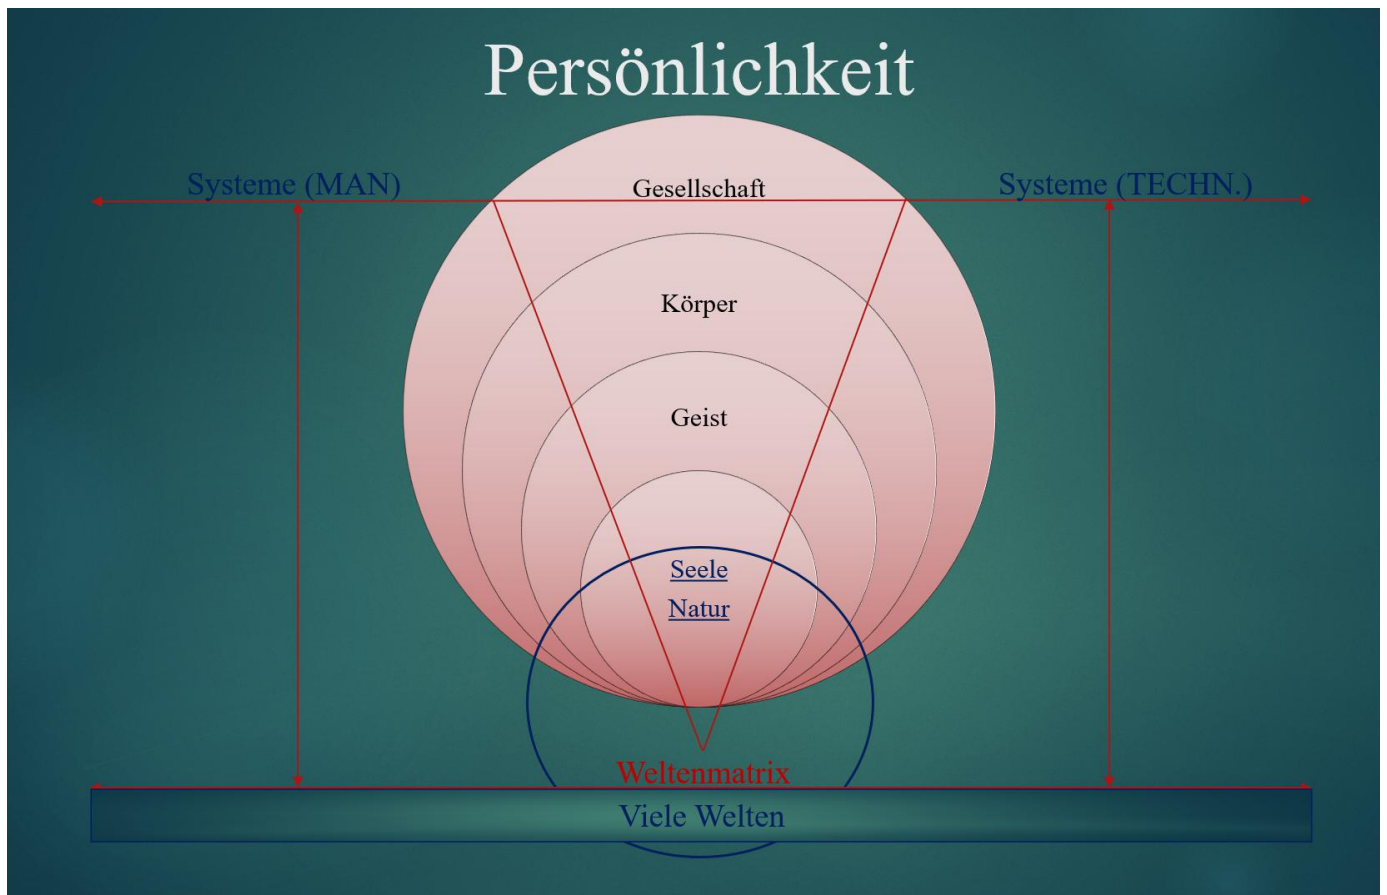 Persönlichkeit
Systeme (MAN)
Gesellschaft
Systeme (TECHN.)
Körper
Geist
Seele
Natur
Weltenmatrix
Viele Welten